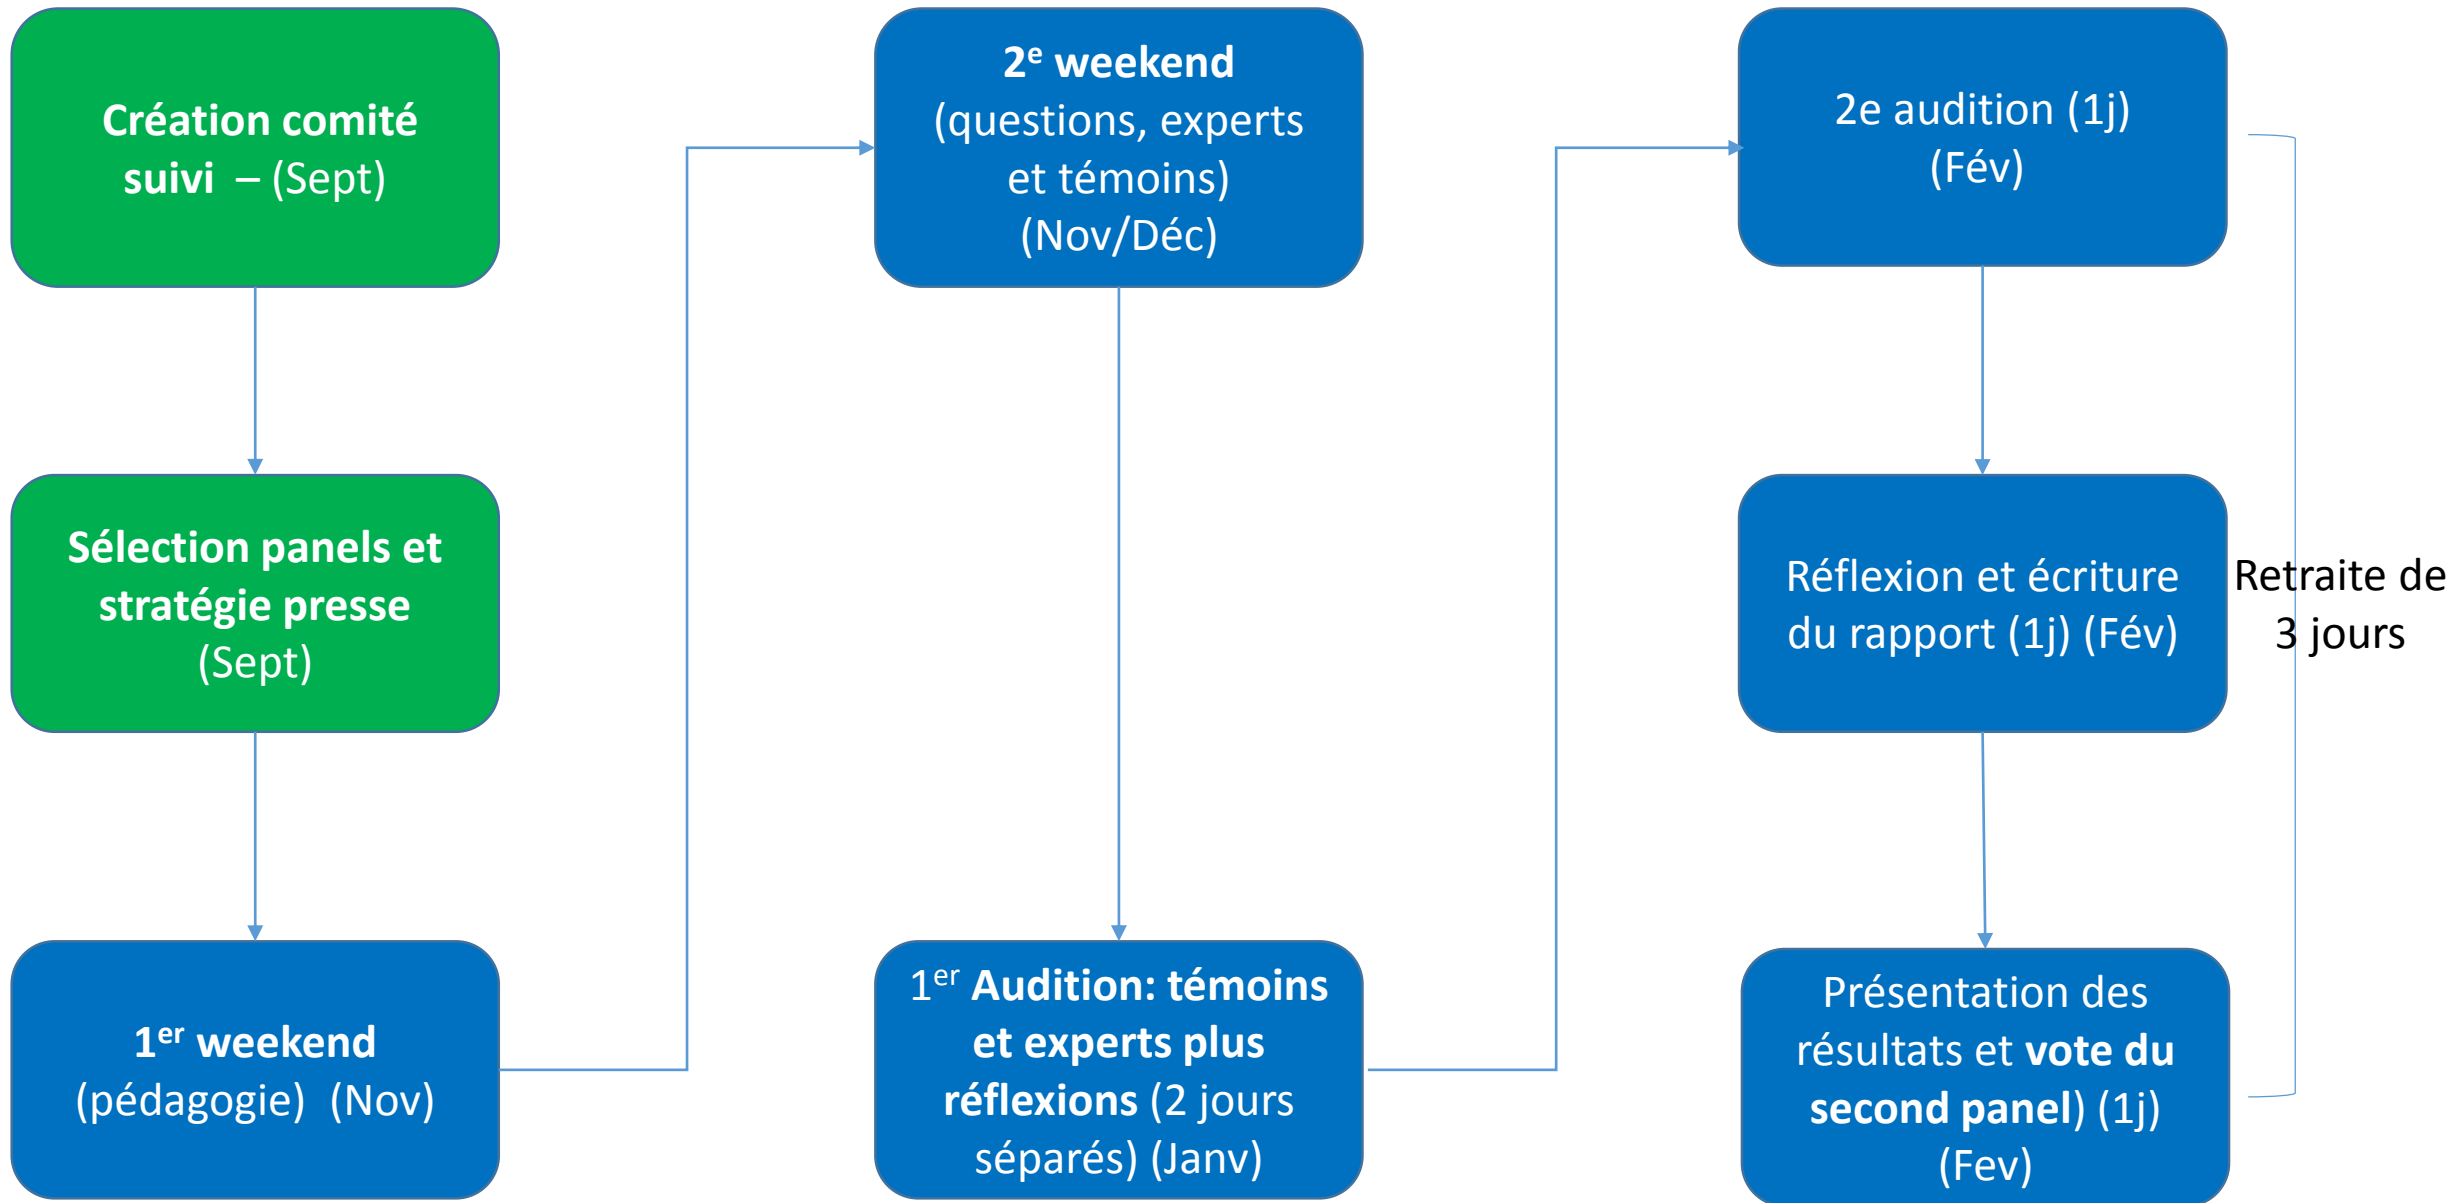 Création comité
suivi – (Sept)
Sélection panels et
stratégie presse
(Sept)
1er weekend
(pédagogie) (Nov)
2e weekend
(questions, experts
et témoins)
(Nov/Déc)
1er Audition: témoins
et experts plus
réflexions (2 jours
séparés) (Janv)
2e audition (1j)
(Fév)
Réflexion et écriture
du rapport (1j) (Fév)
Présentation des
résultats et vote du
second panel) (1j)
(Fev)
Retraite de
3 jours